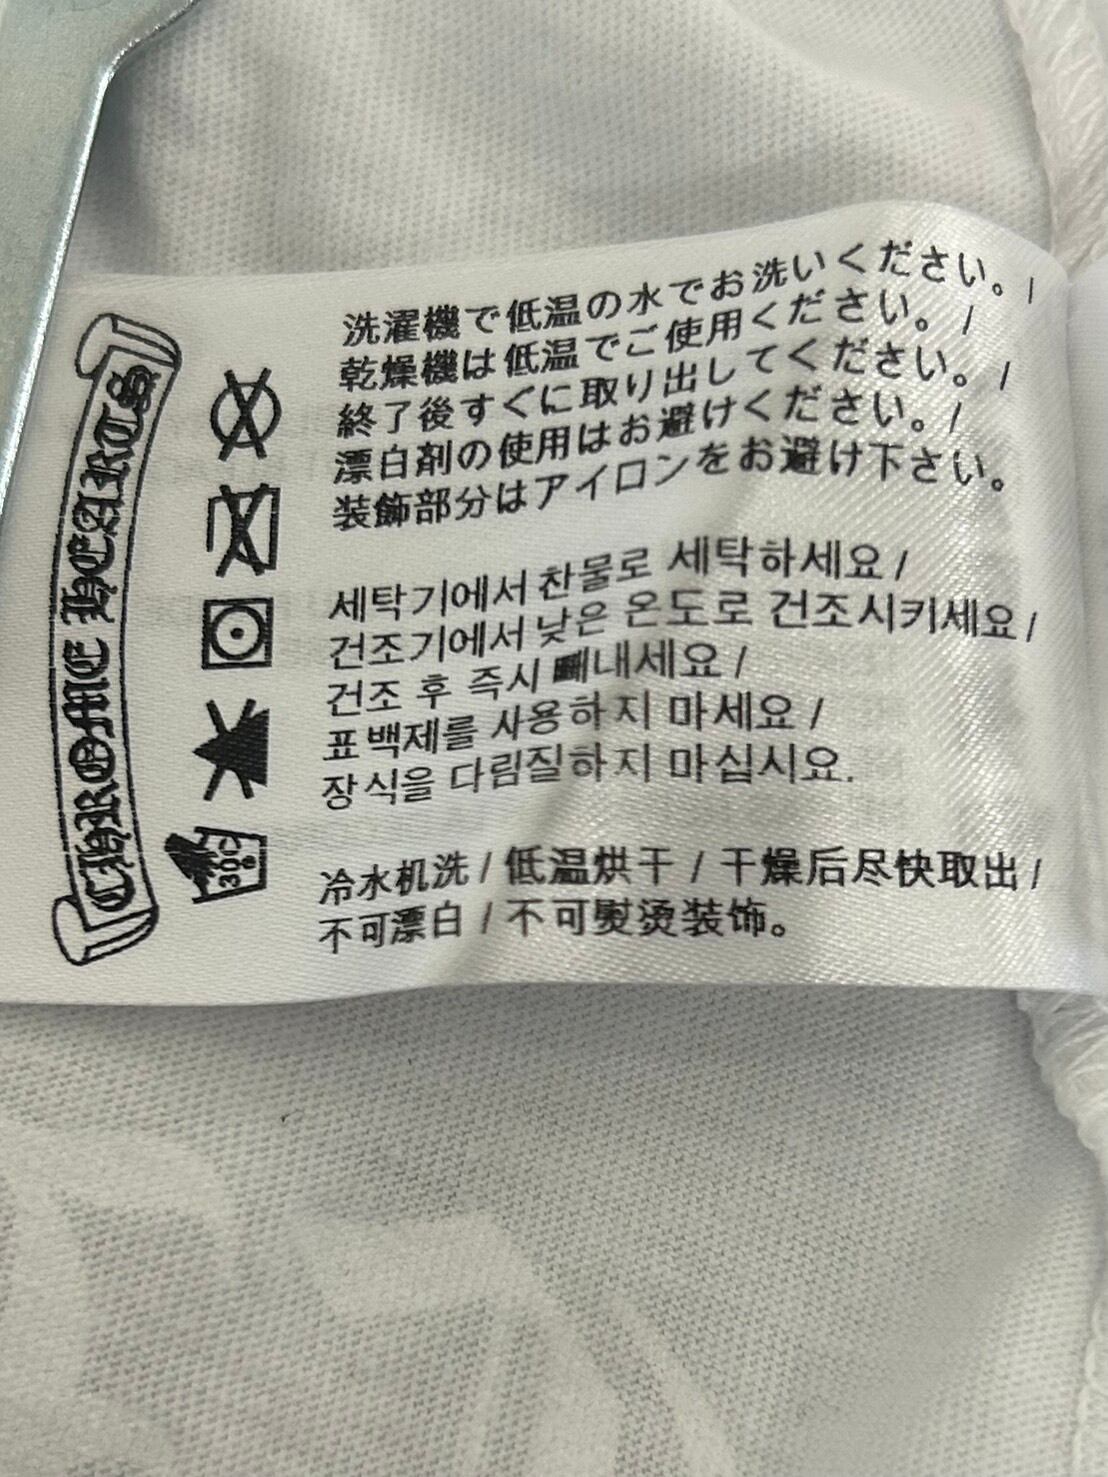 CHROME HEARTS
洗濯機で低温の水でお洗いください。/
乾燥機は低温でご使用ください。/
終了後すぐに取り出してください。/
漂白剤の使用はお避けください。/
装飾部分はアイロンをお避け下さい。
세탁기에서 찬물로 세탁하세요/
건조기에서 낮은 온도로 건조시키세요/
건조 후 즉시 빼내세요/
표백제를 사용하지 마세요/
장식을 다림질하지 마십시요.
冷水机洗/低温烘干/干燥后尽快取出/
不可漂白/不可熨烫装饰。
30C